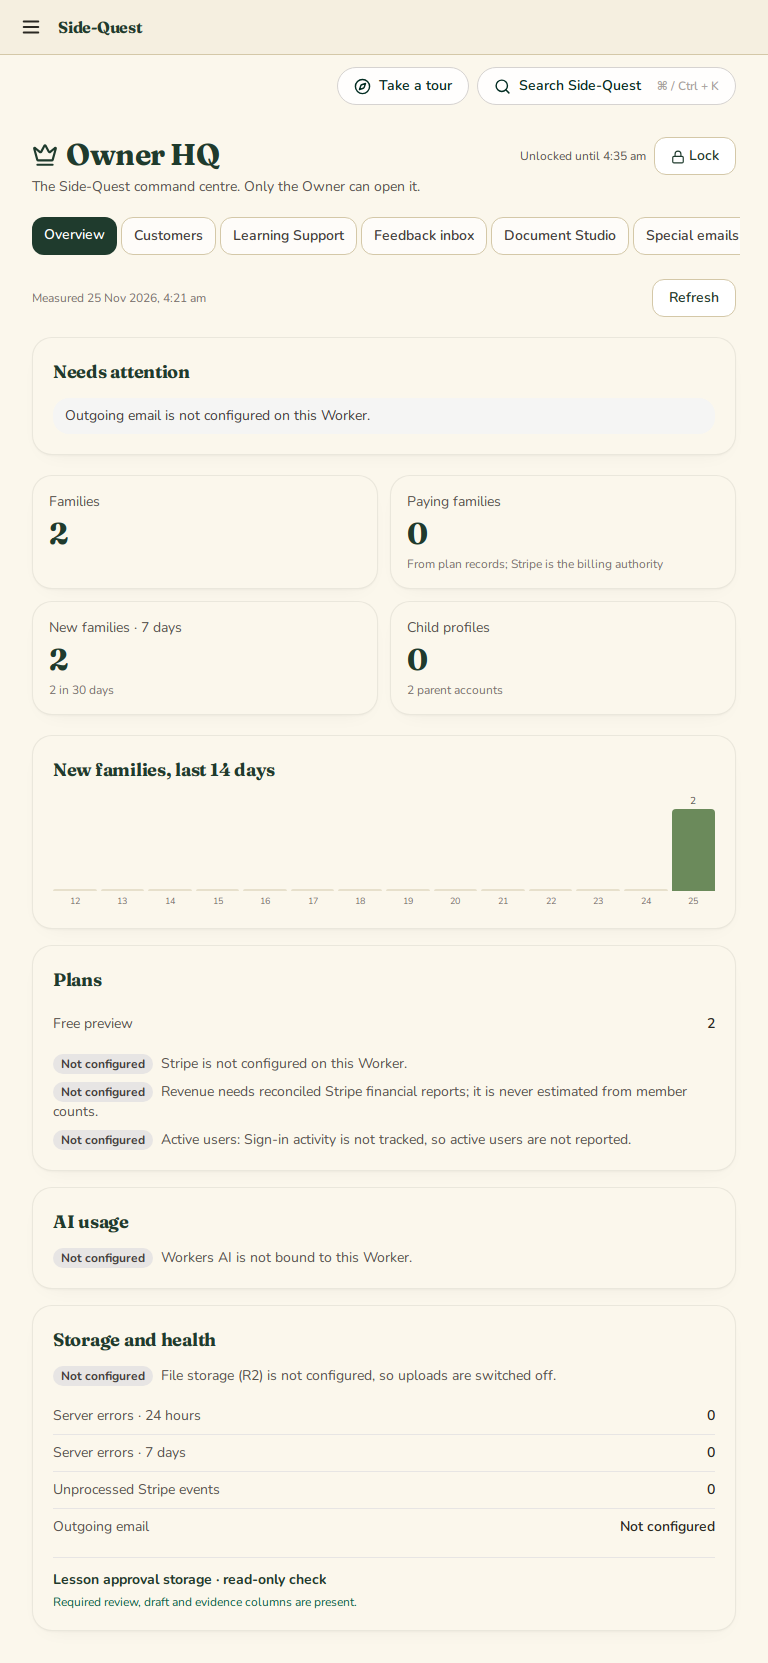 Side-Quest
Take a tour
Search Side-Quest ⌘ / Ctrl + K
Owner HQ
Unlocked until 4:35 am
Lock
The Side-Quest command centre. Only the Owner can open it.
Overview
Customers
Learning Support
Feedback inbox
Document Studio
Special emails
Measured 25 Nov 2026, 4:21 am
Refresh
Needs attention
Outgoing email is not configured on this Worker.
Families
2
Paying families
0
From plan records; Stripe is the billing authority
New families · 7 days
2
2 in 30 days
Child profiles
0
2 parent accounts
New families, last 14 days
2
12 13 14 15 16 17 18 19 20 21 22 23 24 25
Plans
Free preview 2
Not configured Stripe is not configured on this Worker.
Not configured Revenue needs reconciled Stripe financial reports; it is never estimated from member
counts.
Not configured Active users: Sign-in activity is not tracked, so active users are not reported.
AI usage
Not configured Workers AI is not bound to this Worker.
Storage and health
Not configured File storage (R2) is not configured, so uploads are switched off.
Server errors · 24 hours 0
Server errors · 7 days 0
Unprocessed Stripe events 0
Outgoing email Not configured
Lesson approval storage · read-only check
Required review, draft and evidence columns are present.